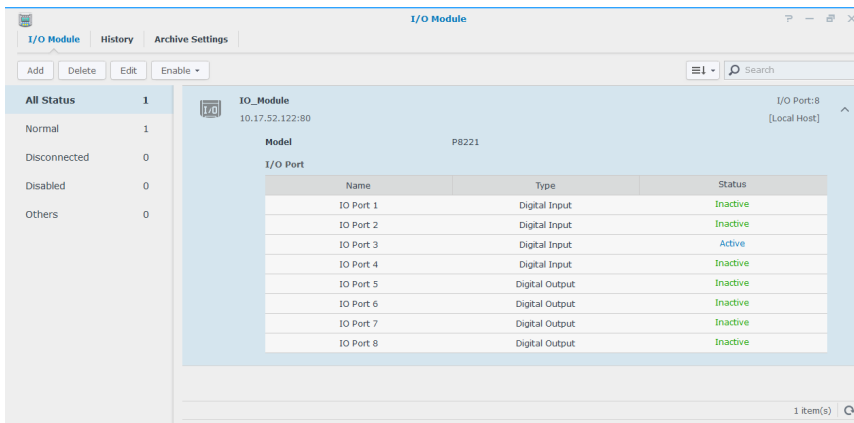 I/O Module
I/O Module History Archive Settings
Add Delete Edit Enable Search
All Status 1
Normal 1
Disconnected 0
Disabled 0
Others 0
I/O
IO_Module I/O Port:8
10.17.52.122:80 [Local Host]
Model P8221
I/O Port
Name Type Status
IO Port 1 Digital Input Inactive
IO Port 2 Digital Input Inactive
IO Port 3 Digital Input Active
IO Port 4 Digital Input Inactive
IO Port 5 Digital Output Inactive
IO Port 6 Digital Output Inactive
IO Port 7 Digital Output Inactive
IO Port 8 Digital Output Inactive
1 item(s)